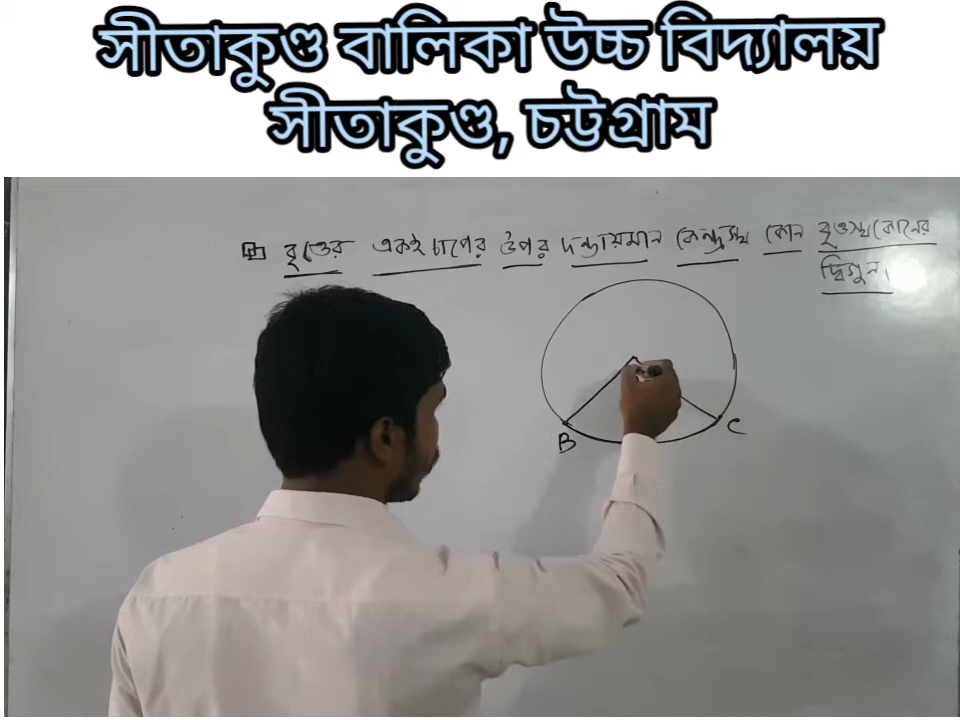 সীতাকুণ্ড বালিকা উচ্চ বিদ্যালয়
সীতাকুণ্ড, চট্টগ্রাম
বৃত্তের একই চাপের উপর দন্ডায়মান কেন্দ্রস্থ কোন বৃত্তস্থ কোনের
দ্বিগুন।
B
C